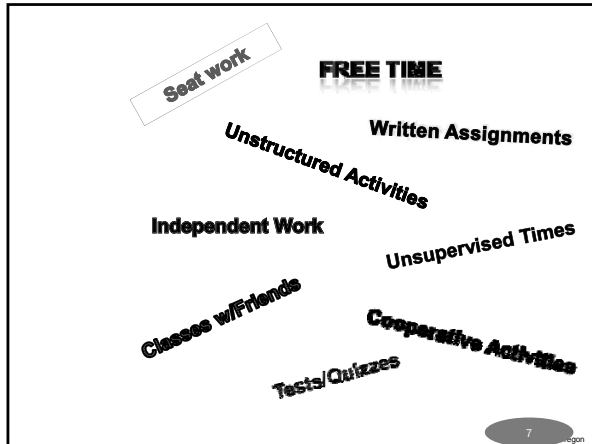 Seat work
FREE TIME
Written Assignments
Unstructured Activities
Independent Work
Unsupervised Times
Classes w/Friends
Cooperative Activities
Tests/Quizzes
7